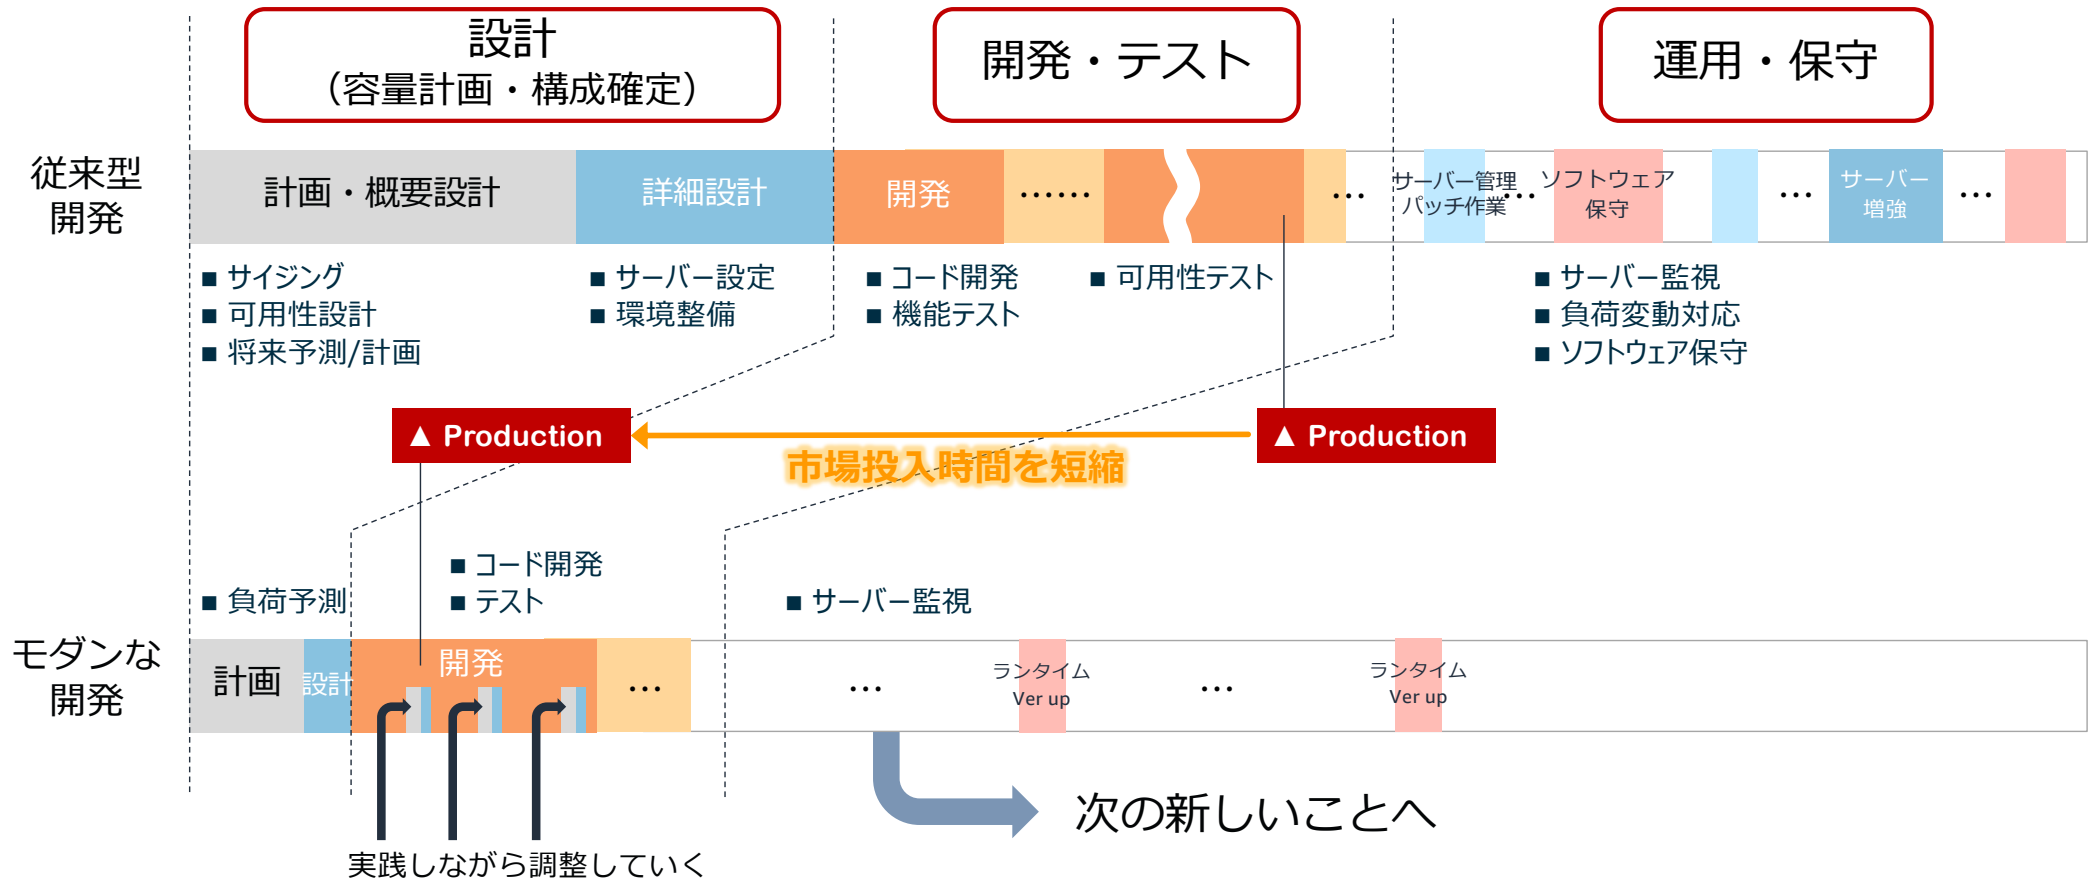 設計
（容量計画・構成確定）
開発・テスト
運用・保守
従来型
開発
計画・概要設計
詳細設計
開発
……
…
サーバー管理
パッチ作業
…
ソフトウェア
保守
…
サーバー
増強
…
■ サイジング
■ 可用性設計
■ 将来予測/計画
■ サーバー設定
■ 環境整備
■ コード開発
■ 機能テスト
■ 可用性テスト
■ サーバー監視
■ 負荷変動対応
■ ソフトウェア保守
▲ Production
▲ Production
市場投入時間を短縮
■ 負荷予測
■ コード開発
■ テスト
■ サーバー監視
モダンな
開発
計画
設計
開発
…
…
ランタイム
Ver up
…
ランタイム
Ver up
次の新しいことへ
実践しながら調整していく